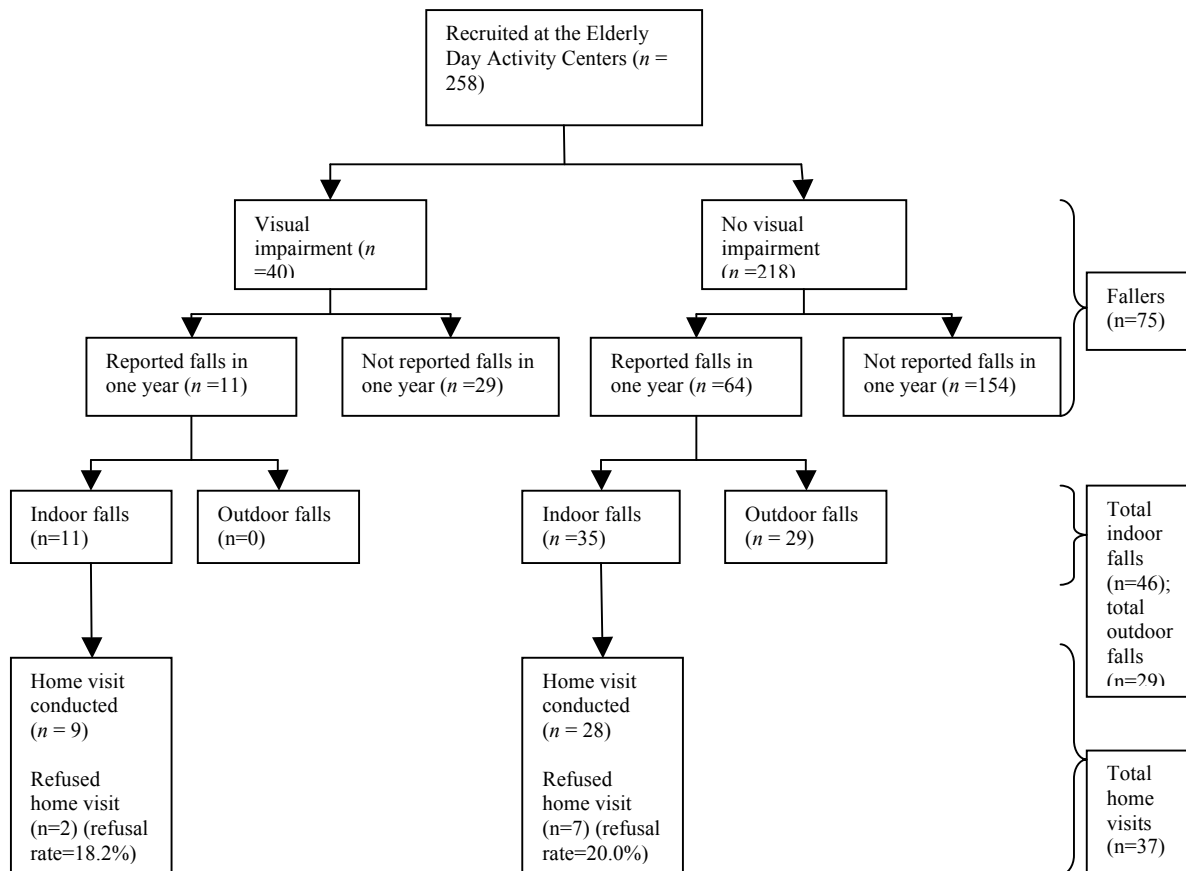 Recruited at the Elderly
Day Activity Centers (n =
258)
Visual
impairment (n
=40)
No visual
impairment
(n =218)
Fallers
(n=75)
Reported falls in
one year (n =11)
Not reported falls in
one year (n =29)
Reported falls in
one year (n =64)
Not reported falls in
one year (n =154)
Indoor falls
(n=11)
Outdoor falls
(n=0)
Indoor falls
(n =35)
Outdoor falls
(n = 29)
Total
indoor
falls
(n=46);
total
outdoor
falls
(n=29)
Home visit
conducted
(n = 9)
Refused
home visit
(n=2) (refusal
rate=18.2%)
Home visit
conducted
(n = 28)
Refused
home visit
(n=7) (refusal
rate=20.0%)
Total
home
visits
(n=37)